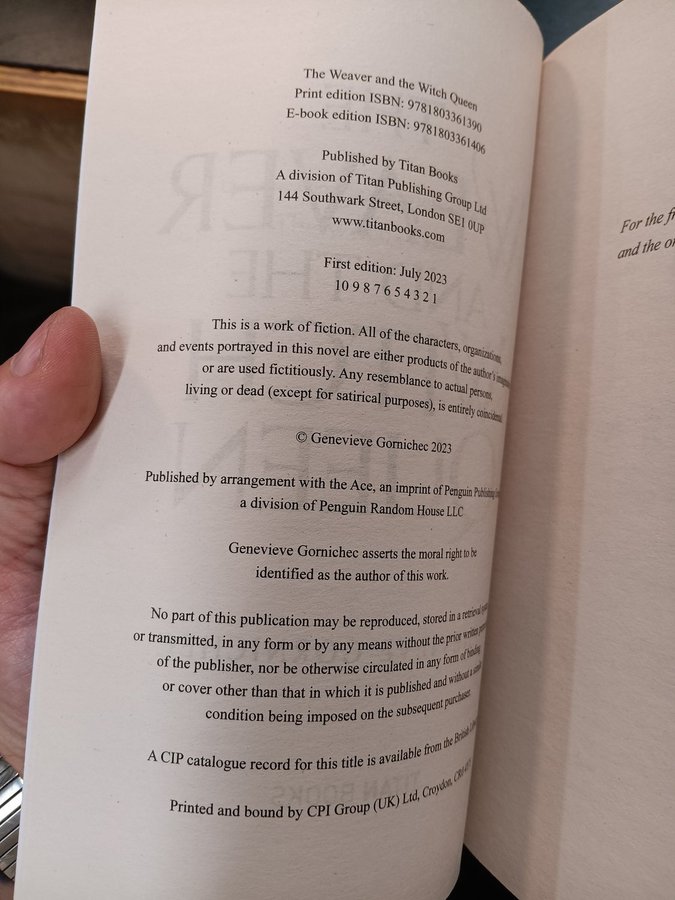 The Weaver and the Witch Queen
Print edition ISBN: 9781803361390
E-book edition ISBN: 9781803361406
Published by Titan Books
A division of Titan Publishing Group Ltd
144 Southwark Street, London SE1 0UP
www.titanbooks.com
First edition: July 2023
10 9 8 7 6 5 4 3 2 1
This is a work of fiction. All of the characters, organizations,
and events portrayed in this novel are either products of the author's
or are used fictitiously. Any resemblance to actual persons,
living or dead (except for satirical purposes), is entirely coincidental.
© Genevieve Gornichec 2023
Published by arrangement with the Ace, an imprint of Penguin Publishing
a division of Penguin Random House LLC
Genevieve Gornichec asserts the moral right to be
identified as the author of this work.
No part of this publication may be reproduced, stored in a retrieval
or transmitted, in any form or by any means without the prior written
of the publisher, nor be otherwise circulated in any form of binding
or cover other than that in which it is published and without a
condition being imposed on the subsequent purchaser.
A CIP catalogue record for this title is available from the British
Printed and bound by CPI Group (UK) Ltd, Croydon,
For the
and the